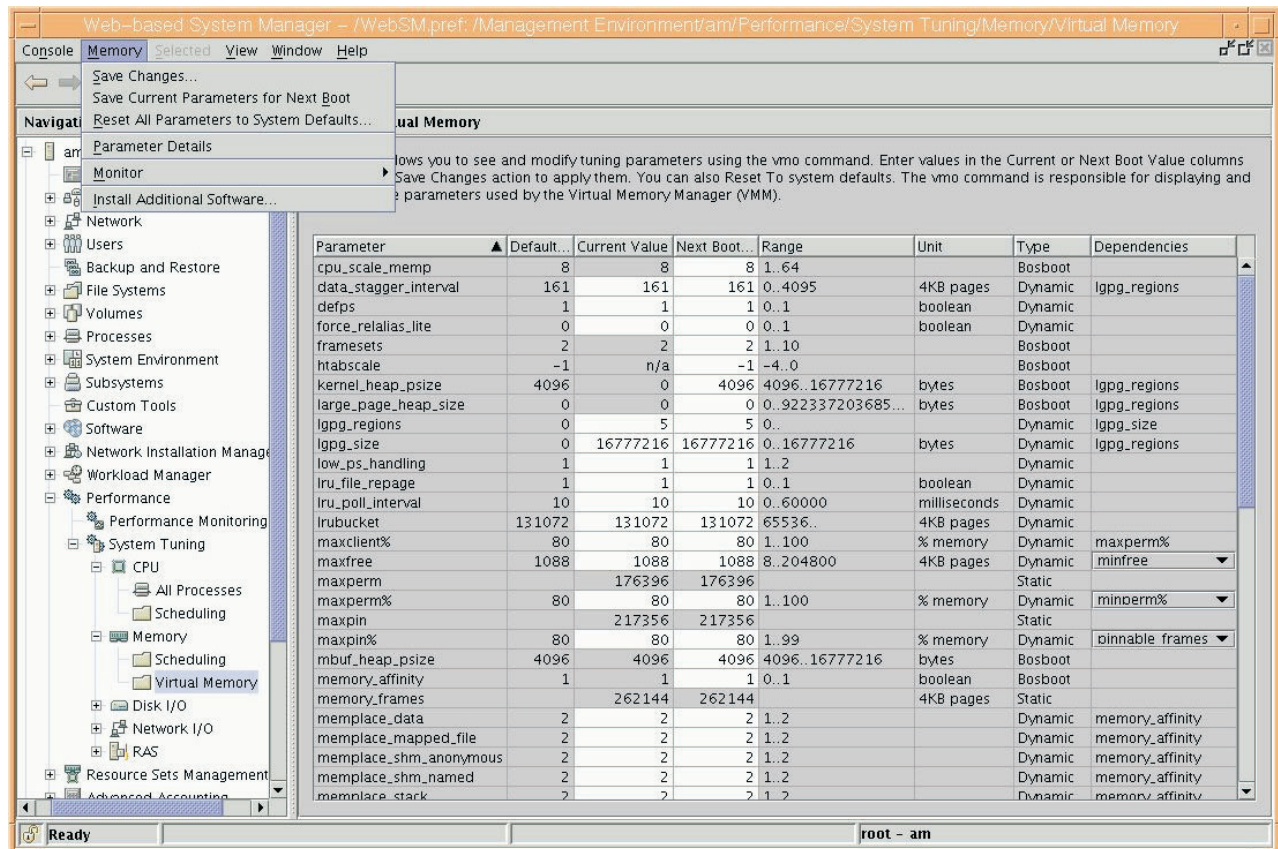 Web-based System Manager - /WebSM.pref: /Management Environment/am/Performance/System Tuning/Memory/Virtual Memory
Console Memory Selected View Window Help
Save Changes...
Save Current Parameters for Next Boot
Reset All Parameters to System Defaults...
Parameter Details
Monitor
Install Additional Software...
Navigati
am
Network
Users
Backup and Restore
File Systems
Volumes
Processes
System Environment
Subsystems
Custom Tools
Software
Network Installation Manage
Workload Manager
Performance
Performance Monitoring
System Tuning
CPU
All Processes
Scheduling
Memory
Scheduling
Virtual Memory
Disk I/O
Network I/O
RAS
Resource Sets Management
Advanced Accounting
ual Memory
lows you to see and modify tuning parameters using the vmo command. Enter values in the Current or Next Boot Value columns
Save Changes action to apply them. You can also Reset To system defaults. The vmo command is responsible for displaying and
parameters used by the Virtual Memory Manager (VMM).
Parameter Default... Current Value Next Boot... Range Unit Type Dependencies
cpu_scale_memp 8 8 8 1..64 Bosboot
data_stagger_interval 161 161 161 0..4095 4KB pages Dynamic lgpg_regions
defps 1 1 1 0..1 boolean Dynamic
force_relalias_lite 0 0 0 0..1 boolean Dynamic
framesets 2 2 2 1..10 Bosboot
htabscale -1 n/a -1 -4..0 Bosboot
kernel_heap_psize 4096 0 4096 4096..16777216 bytes Bosboot lgpg_regions
large_page_heap_size 0 0 0 0..922337203685... bytes Bosboot lgpg_regions
lgpg_regions 0 5 5 0.. Dynamic lgpg_size
lgpg_size 0 16777216 16777216 0..16777216 bytes Dynamic lgpg_regions
low_ps_handling 1 1 1 1..2 Dynamic
lru_file_repage 1 1 1 0..1 boolean Dynamic
lru_poll_interval 10 10 10 0..60000 milliseconds Dynamic
lrubucket 131072 131072 131072 65536.. 4KB pages Dynamic
maxclient% 80 80 80 1..100 % memory Dynamic maxperm%
maxfree 1088 1088 1088 8..204800 4KB pages Dynamic minfree
maxperm 176396 176396 Static
maxperm% 80 80 80 1..100 % memory Dynamic minperm%
maxpin 217356 217356 Static
maxpin% 80 80 80 1..99 % memory Dynamic pinnable_frames
mbuf_heap_psize 4096 4096 4096 4096..16777216 bytes Bosboot
memory_affinity 1 1 1 0..1 boolean Bosboot
memory_frames 262144 262144 4KB pages Static
memplace_data 2 2 2 1..2 Dynamic memory_affinity
memplace_mapped_file 2 2 2 1..2 Dynamic memory_affinity
memplace_shm_anonymous 2 2 2 1..2 Dynamic memory_affinity
memplace_shm_named 2 2 2 1..2 Dynamic memory_affinity
memplace_stack 2 2 2 1..2 Dynamic memory_affinity
Ready root - am